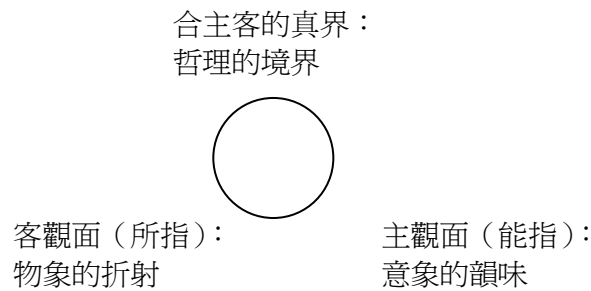 合主客的真界：
哲理的境界
客觀面（所指）：
物象的折射
主觀面（能指）：
意象的韻味